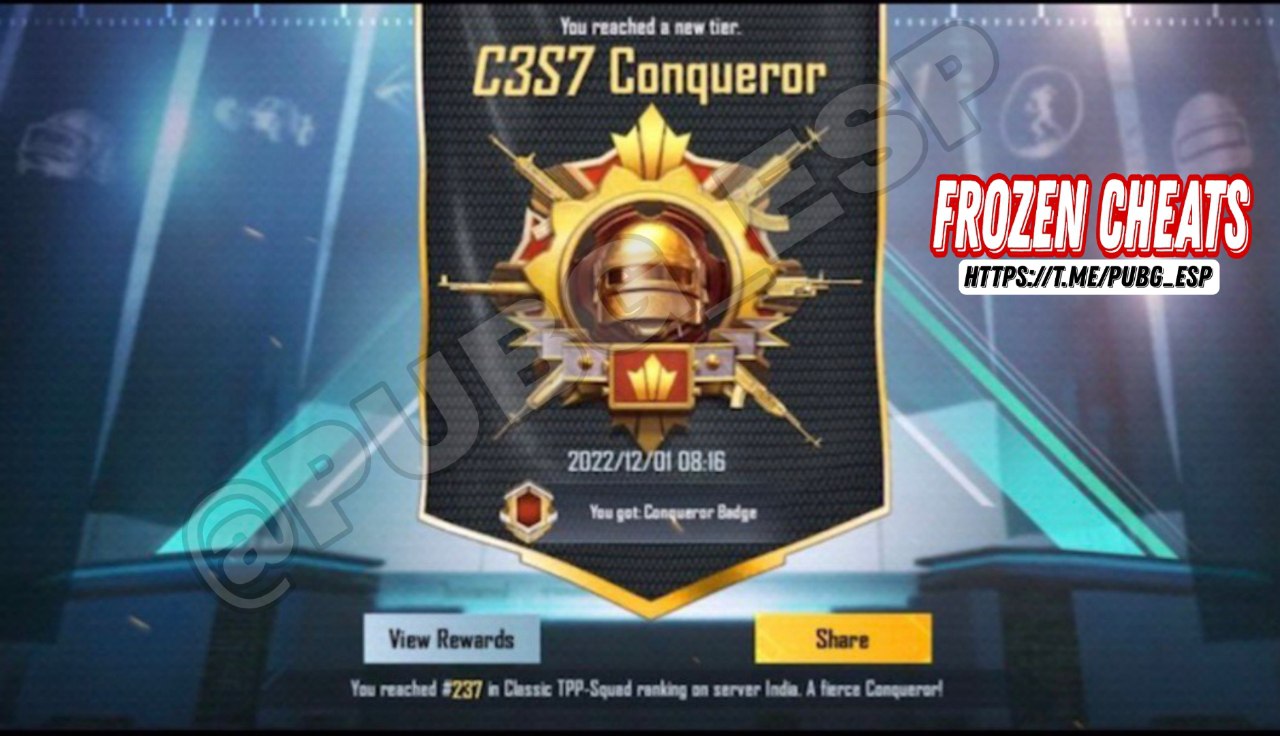 You reached a new tier.
C3S7 Conqueror
FROZEN CHEATS
HTTPS://T.ME/PUBG_ESP
@PUBG_ESP
2022/12/01 08:16
You got: Conqueror Badge
View Rewards
Share
You reached #237 in Classic TPP-Squad ranking on server India. A fierce Conqueror!